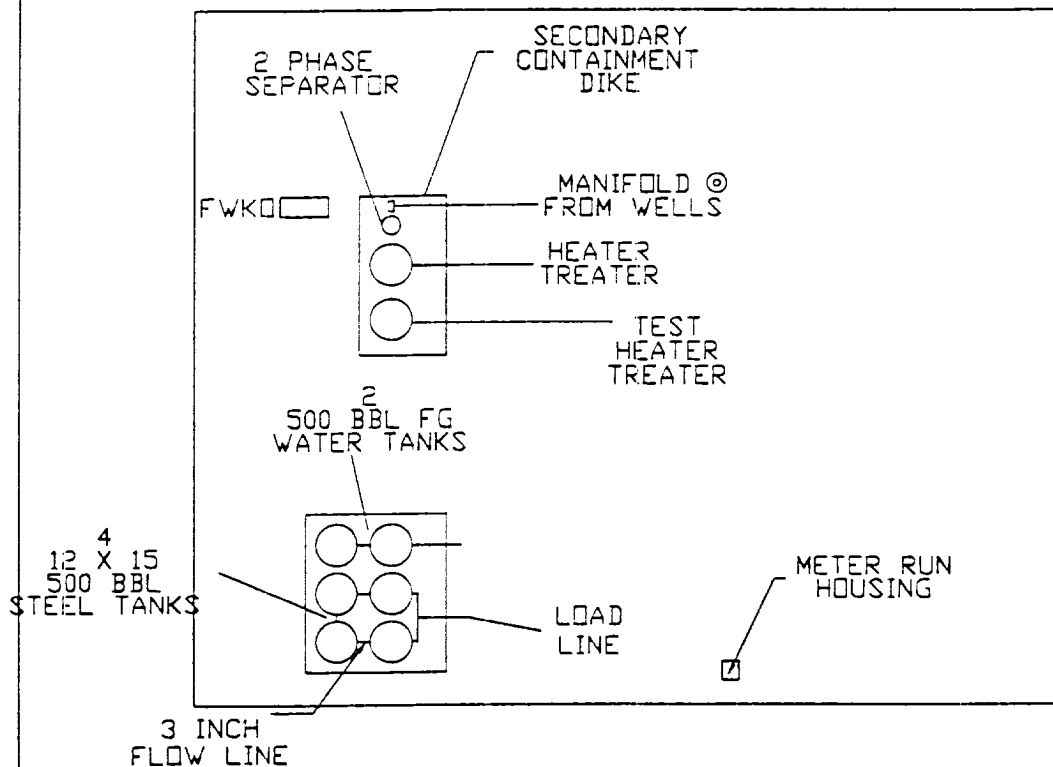 SECONDARY
CONTAINMENT
DIKE
2 PHASE
SEPARATOR
FWKO
MANIFOLD
FROM WELLS
HEATER
TREATER
TEST
HEATER
TREATER
2
500 BBL FG
WATER TANKS
4
12 X 15
500 BBL
STEEL TANKS
METER RUN
HOUSING
LOAD
LINE
3 INCH
FLOW LINE